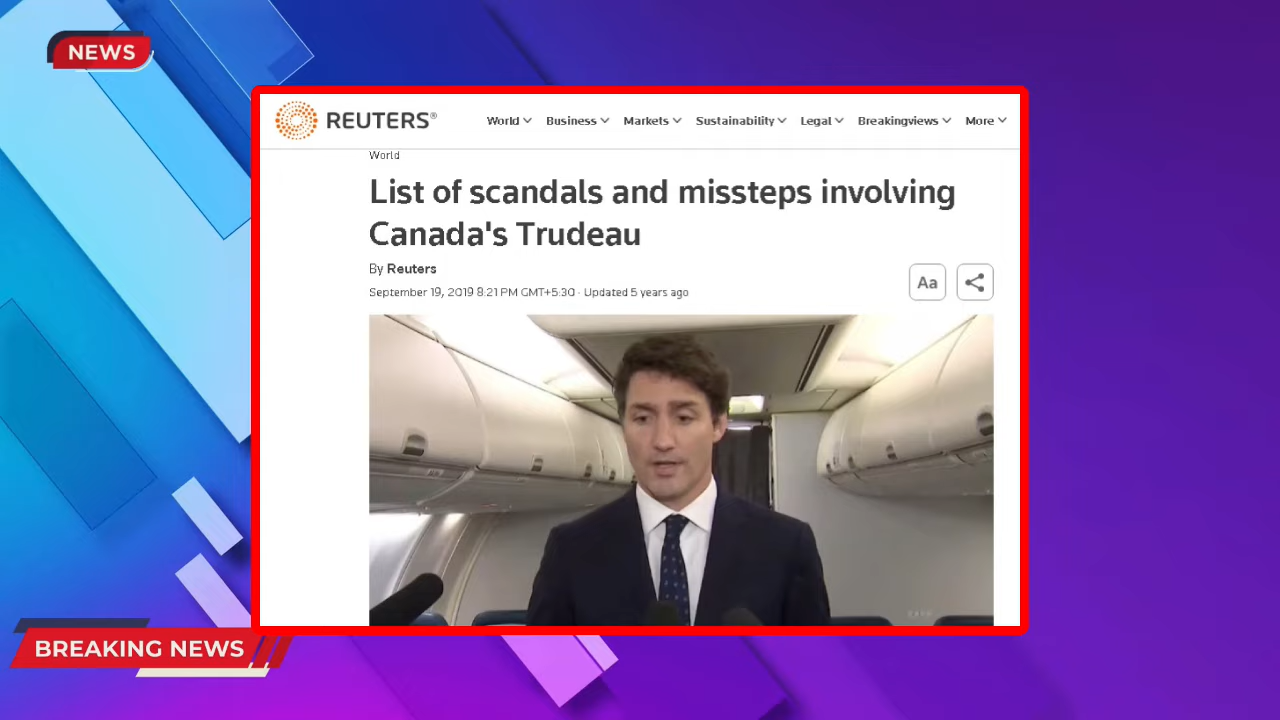 NEWS
REUTERS®
World Business Markets Sustainability Legal Breakingviews More
World
List of scandals and missteps involving
Canada's Trudeau
By Reuters
September 19, 2019 8:21 PM GMT+5:30 · Updated 5 years ago
Aa
BREAKING NEWS